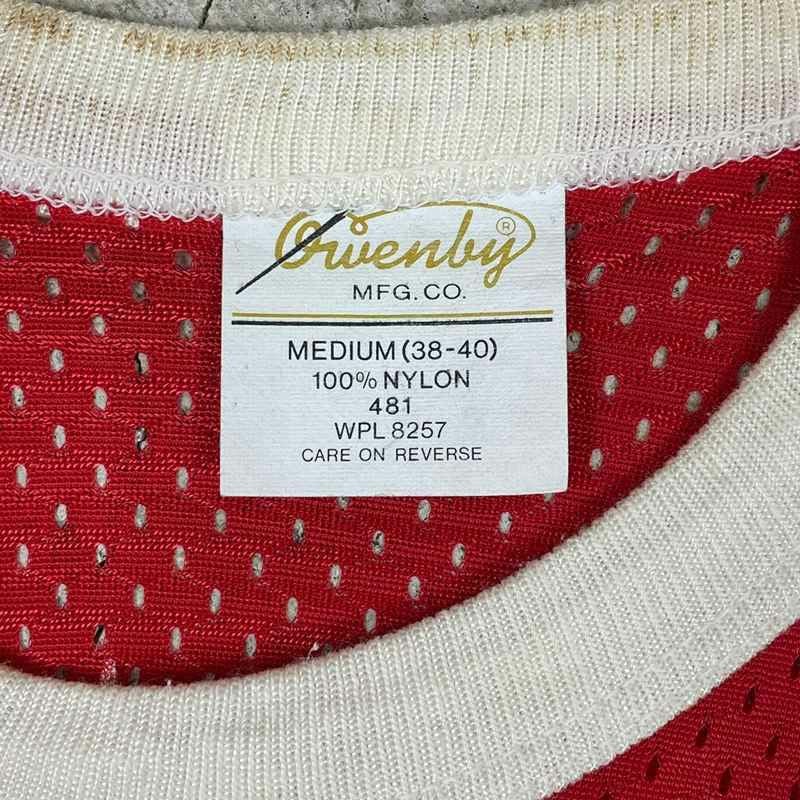 Owenby ®
MFG. CO.
MEDIUM (38-40)
100% NYLON
481
WPL 8257
CARE ON REVERSE